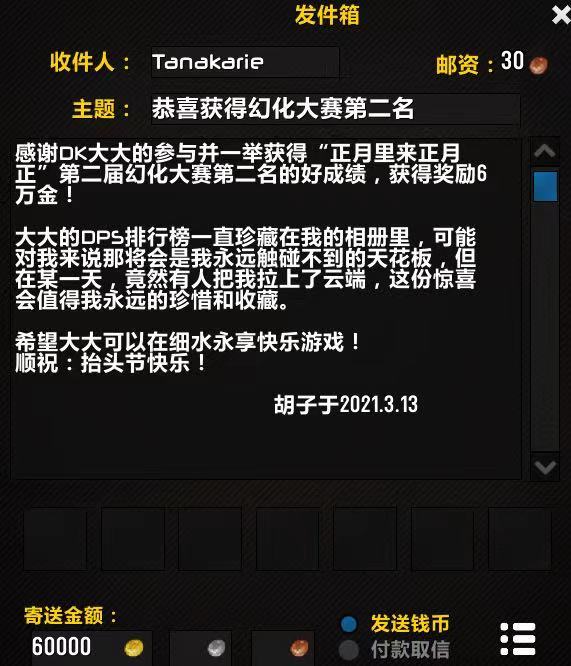 发件箱
收件人： Tanakarie 邮资：30
主题： 恭喜获得幻化大赛第二名
感谢DK大大的参与并一举获得“正月里来正月
正”第二届幻化大赛第二名的好成绩，获得奖励6
万金！
大大的DPS排行榜一直珍藏在我的相册里，可能
对我来说那将会是我永远触碰不到的天花板，但
在某一天，竟然有人把我拉上了云端，这份惊喜
会值得我永远的珍惜和收藏。
希望大大可以在细水永享快乐游戏！
顺祝：抬头节快乐！
胡子于2021.3.13
寄送金额：
60000
发送钱币
付款取信